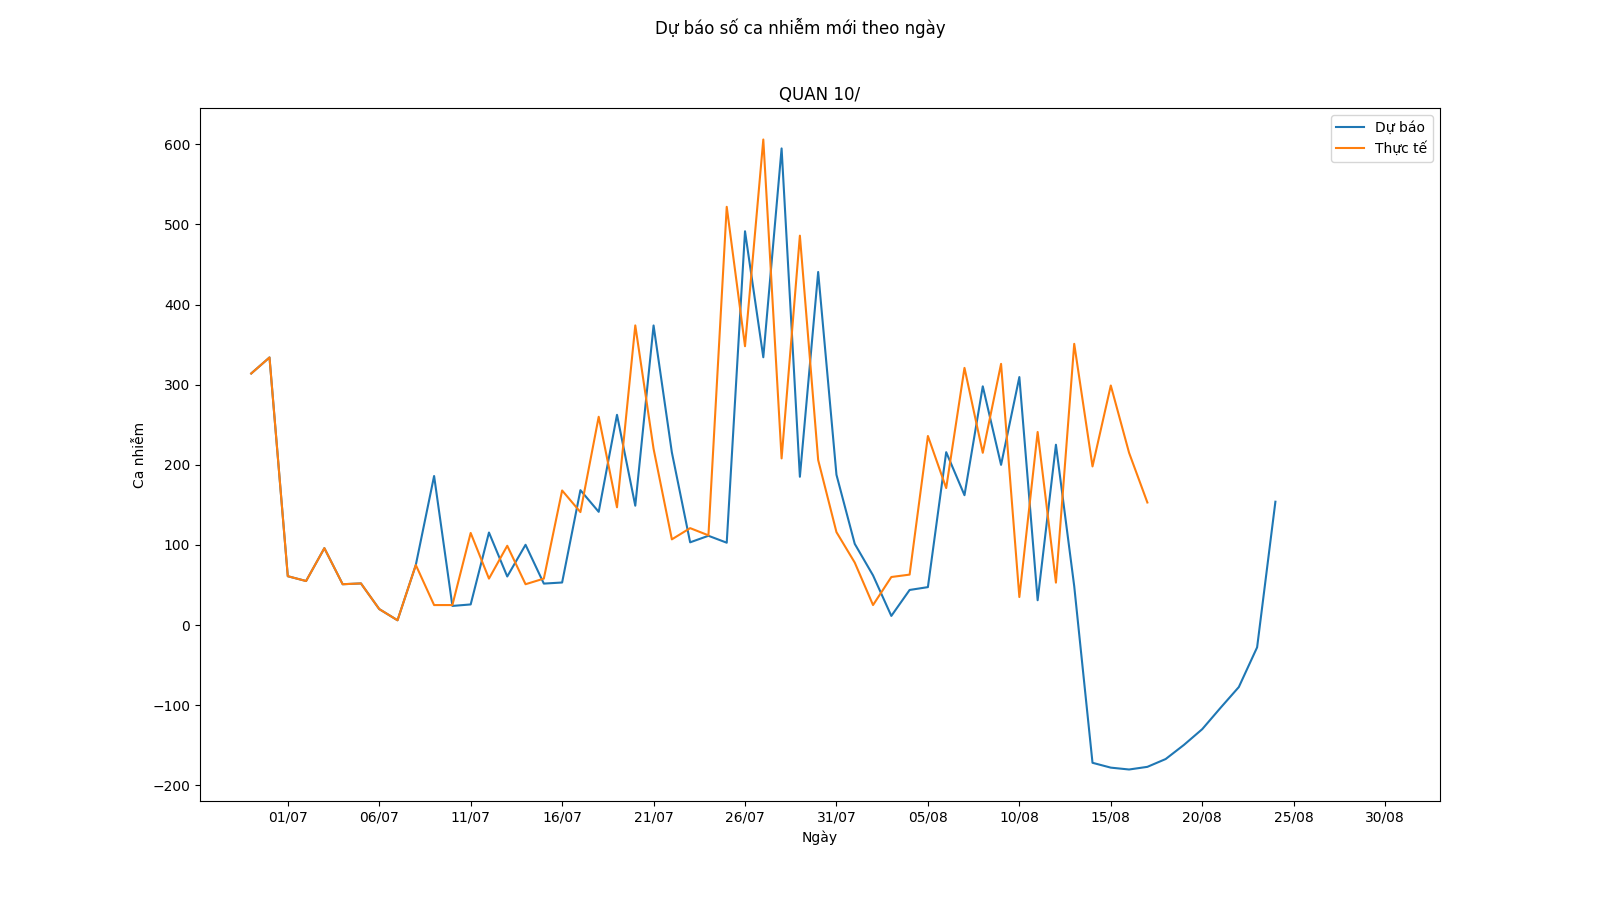 Dự báo số ca nhiễm mới theo ngày
QUAN 10/
Dự báo
Thực tế
600
500
400
300
200
100
0
−100
−200
Ca nhiễm
01/07 06/07 11/07 16/07 21/07 26/07 31/07 05/08 10/08 15/08 20/08 25/08 30/08
Ngày